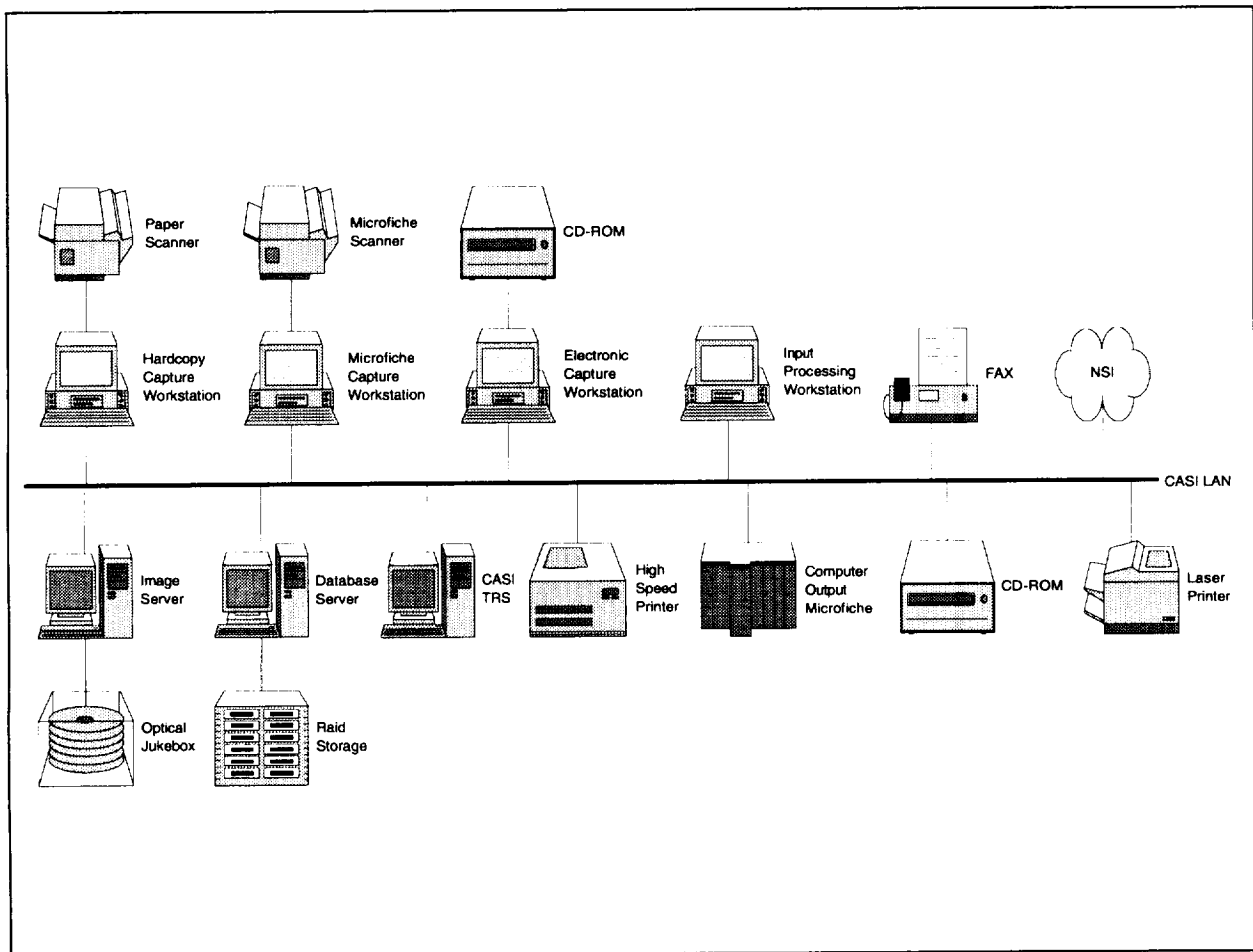 Paper
Scanner
Microfiche
Scanner
CD-ROM
Hardcopy
Capture
Workstation
Microfiche
Capture
Workstation
Electronic
Capture
Workstation
Input
Processing
Workstation
FAX
NSI
CASI LAN
Image
Server
Database
Server
CASI
TRS
High
Speed
Printer
Computer
Output
Microfiche
CD-ROM
Laser
Printer
Optical
Jukebox
Raid
Storage